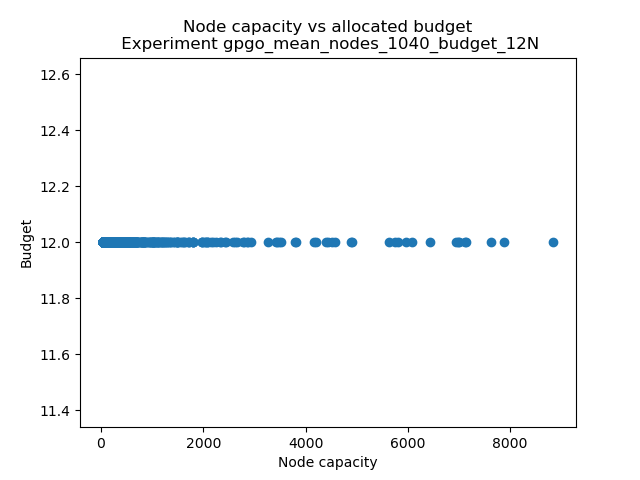 Node capacity vs allocated budget
Experiment gpgo_mean_nodes_1040_budget_12N
12.6
12.4
12.2
12.0
11.8
11.6
11.4
Budget
0 2000 4000 6000 8000
Node capacity